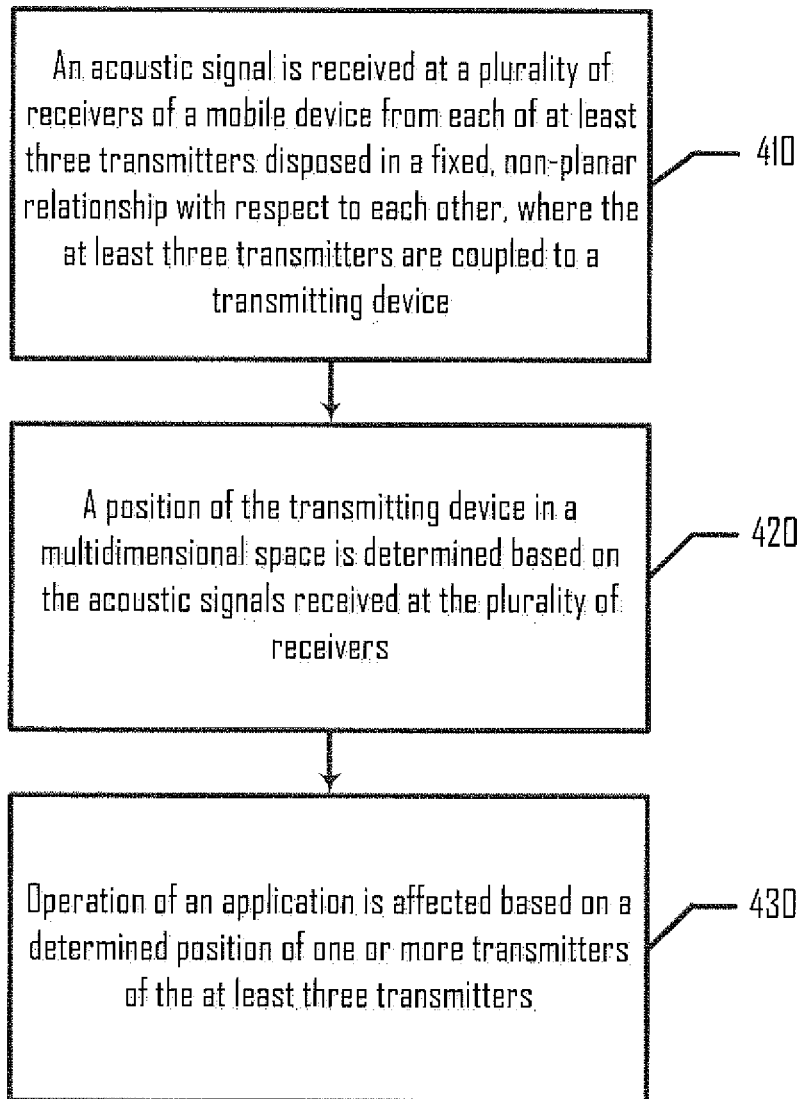 An acoustic signal is received at a plurality of
receivers of a mobile device from each of at least
three transmitters disposed in a fixed, non-planar
relationship with respect to each other, where the
at least three transmitters are coupled to a
transmitting device
410
A position of the transmitting device in a
multidimensional space is determined based on
the acoustic signals received at the plurality of
receivers
420
Operation of an application is affected based on a
determined position of one or more transmitters
of the at least three transmitters
430